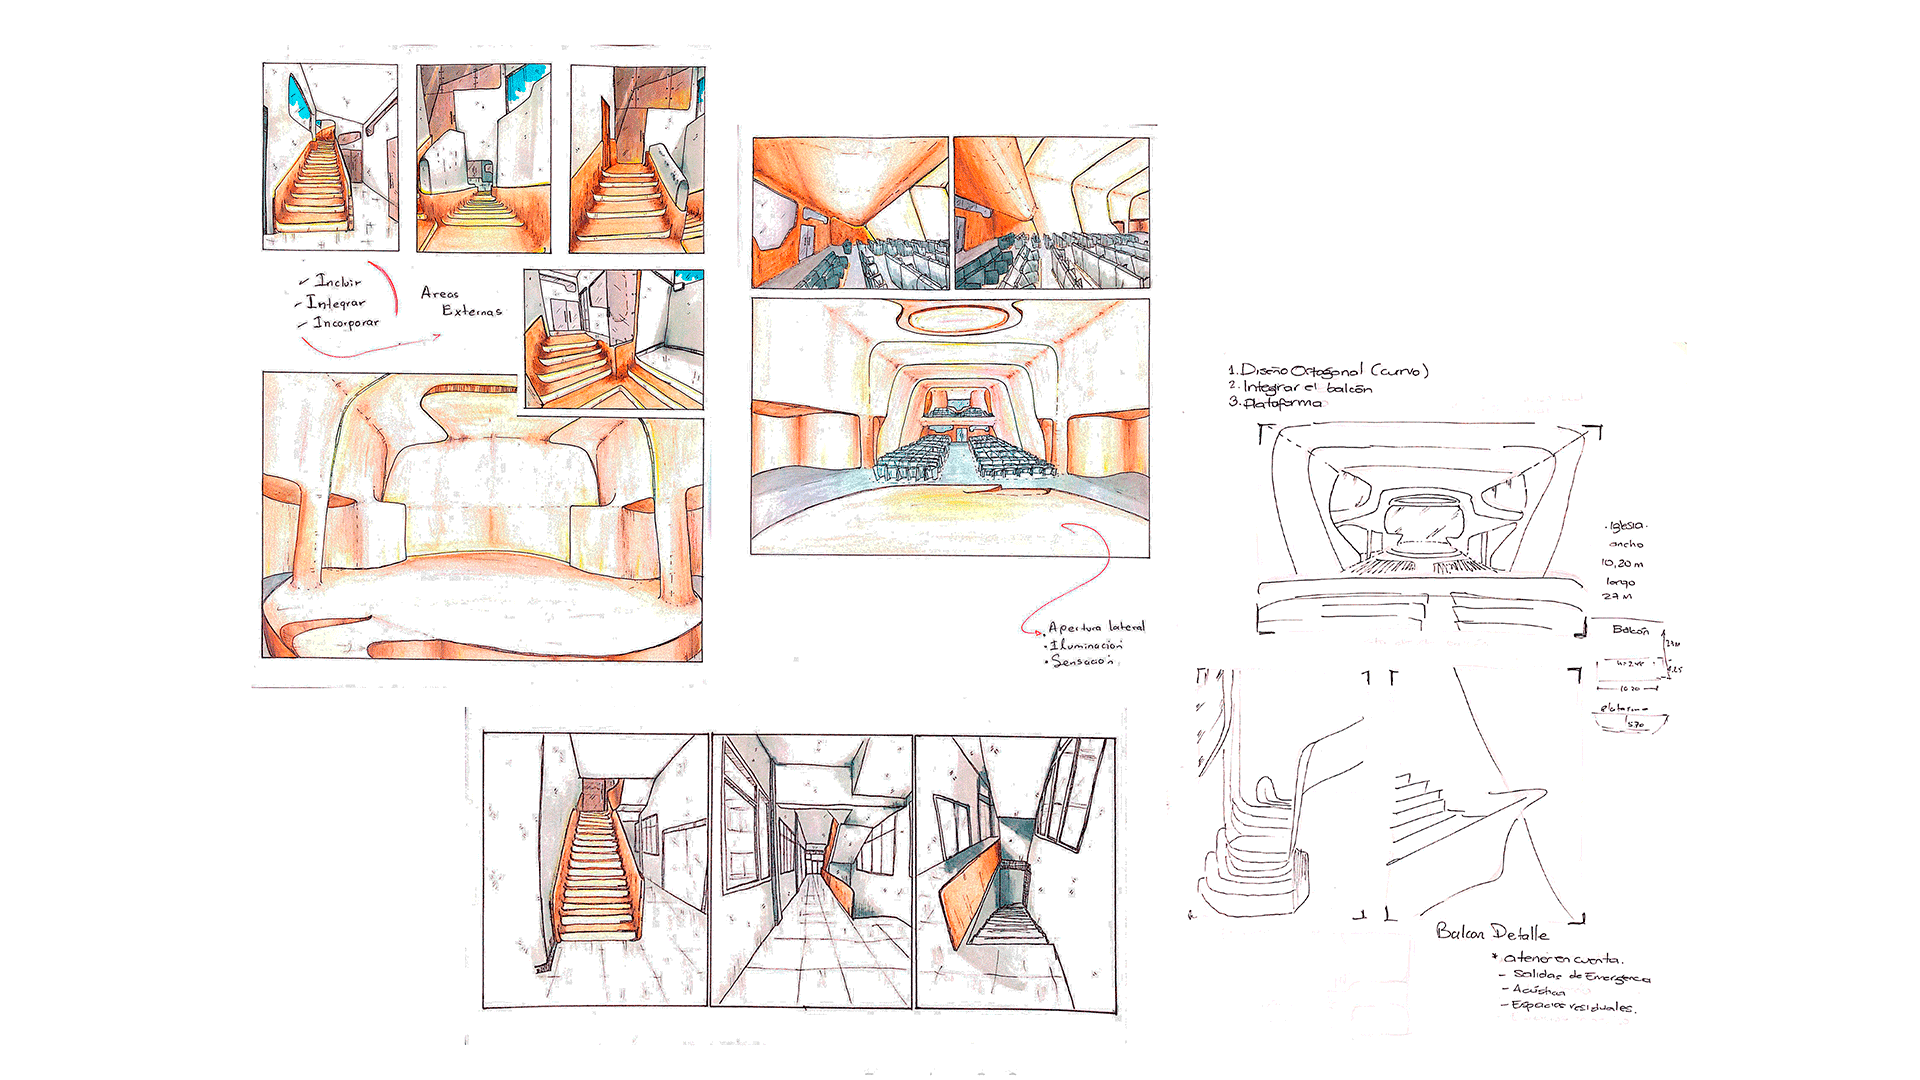 - Incluir
- Integrar
- Incorporar
Areas
Externas
• Apertura lateral
• Iluminación
• Sensación
1. Diseño Octagonal (curvo)
2. Integrar el balcón
3. Plataforma
• Iglesia •
ancho
10,20 m
largo
27 M
Balcón
10.20
Plataforma
5.70
Balcon Detalle
* a tener en cuenta.
- Salidas de Emergencia
- Acústica
- Espacios residuales.